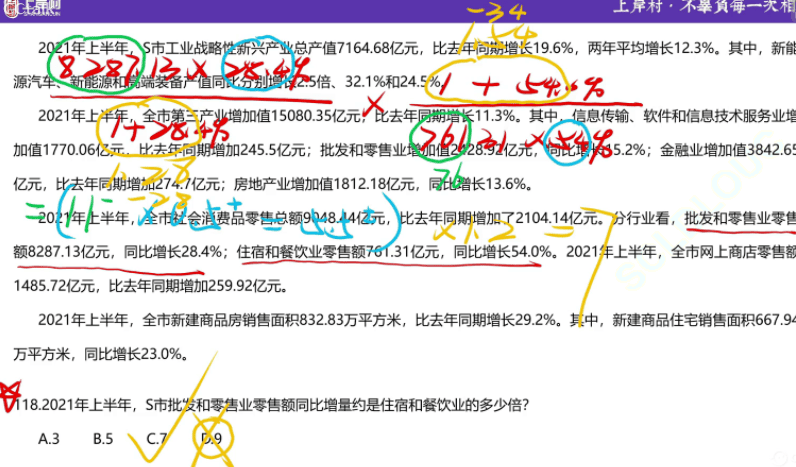 上岸村·不辜負每一次相
2021年上半年，S市工业战略性新兴产业总产值7164.68亿元，比去年同期增长19.6%，两年平均增长12.3%。其中，新能
源汽车、新能源和高端装备产值同比分别增长2.5倍、32.1%和24.5%。
2021年上半年，全市第三产业增加值15080.35亿元，比去年同期增长11.3%。其中，信息传输、软件和信息技术服务业增
加值1770.06亿元，比去年同期增加245.5亿元；批发和零售业增加值2028.92亿元，同比增长15.2%；金融业增加值3842.65
亿元，比去年同期增加274.7亿元；房地产业增加值1812.18亿元，同比增长13.6%。
2021年上半年，全市社会消费品零售总额9048.44亿元，比去年同期增加了2104.14亿元。分行业看，批发和零售业零售
额8287.13亿元，同比增长28.4%；住宿和餐饮业零售额761.31亿元，同比增长54.0%。2021年上半年，全市网上商店零售额
1485.72亿元，比去年同期增加259.92亿元。
2021年上半年，全市新建商品房销售面积832.83万平方米，比去年同期增长29.2%。其中，新建商品住宅销售面积667.94
万平方米，同比增长23.0%。
118.2021年上半年，S市批发和零售业零售额同比增量约是住宿和餐饮业的多少倍？
A.3 B.5 C.7 D.9
8287.13 × 28.4%
1+28.4%
×
1 + 54.%
761.31 × 54%
1.54
×1.2 = 7